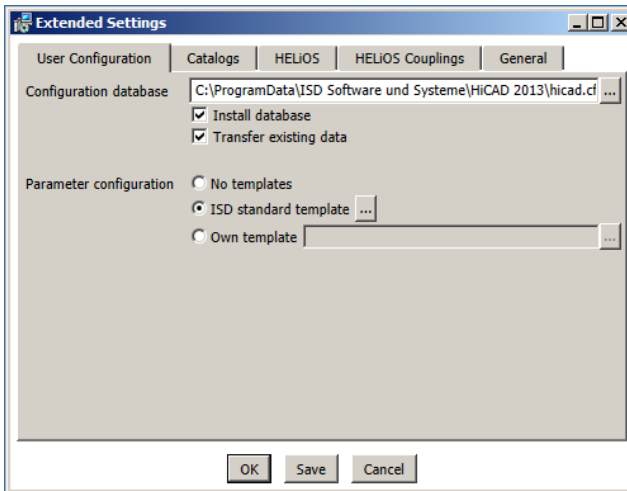 Extended Settings
User Configuration Catalogs HELiOS HELiOS Couplings General
Configuration database C:\ProgramData\ISD Software und Systeme\HiCAD 2013\hicad.cf ...
Install database
Transfer existing data
Parameter configuration No templates
ISD standard template ...
Own template ...
OK Save Cancel